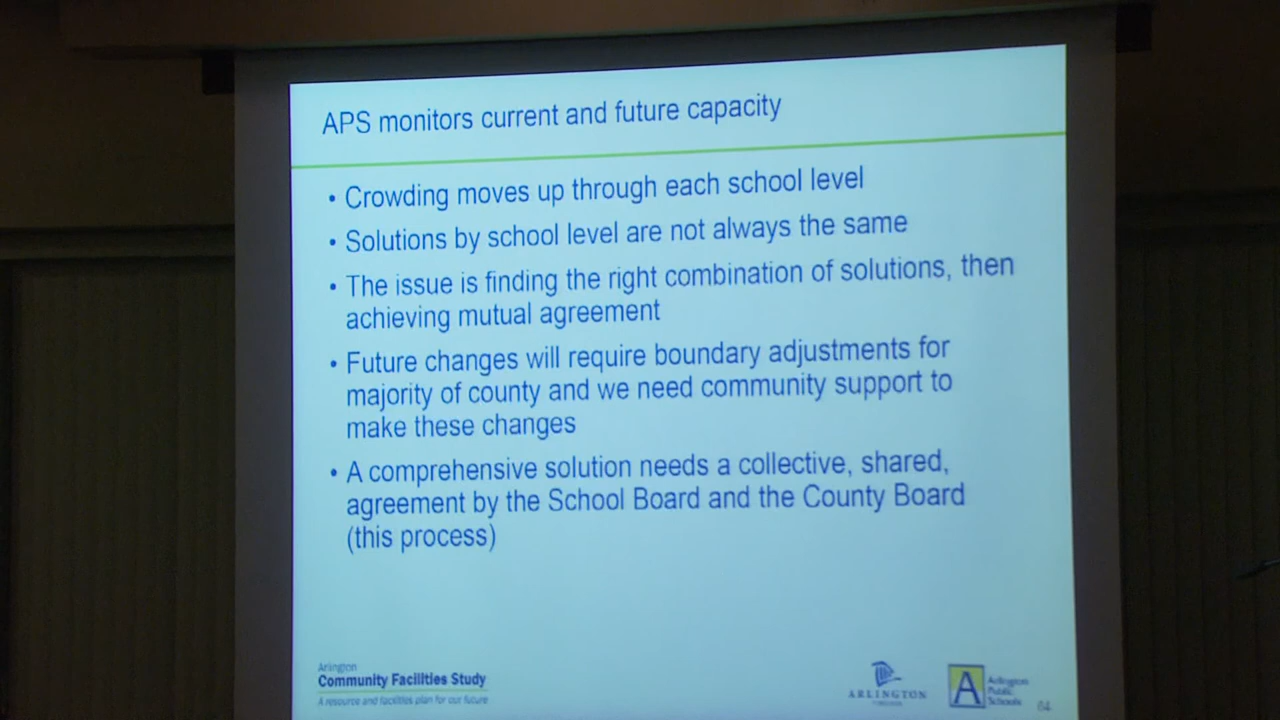 APS monitors current and future capacity
• Crowding moves up through each school level
• Solutions by school level are not always the same
• The issue is finding the right combination of solutions, then
achieving mutual agreement
• Future changes will require boundary adjustments for
majority of county and we need community support to
make these changes
• A comprehensive solution needs a collective, shared,
agreement by the School Board and the County Board
(this process)
Arlington
Community Facilities Study
A resource and facilities plan for our future
ARLINGTON
VIRGINIA
A
Arlington
Public
Schools
64